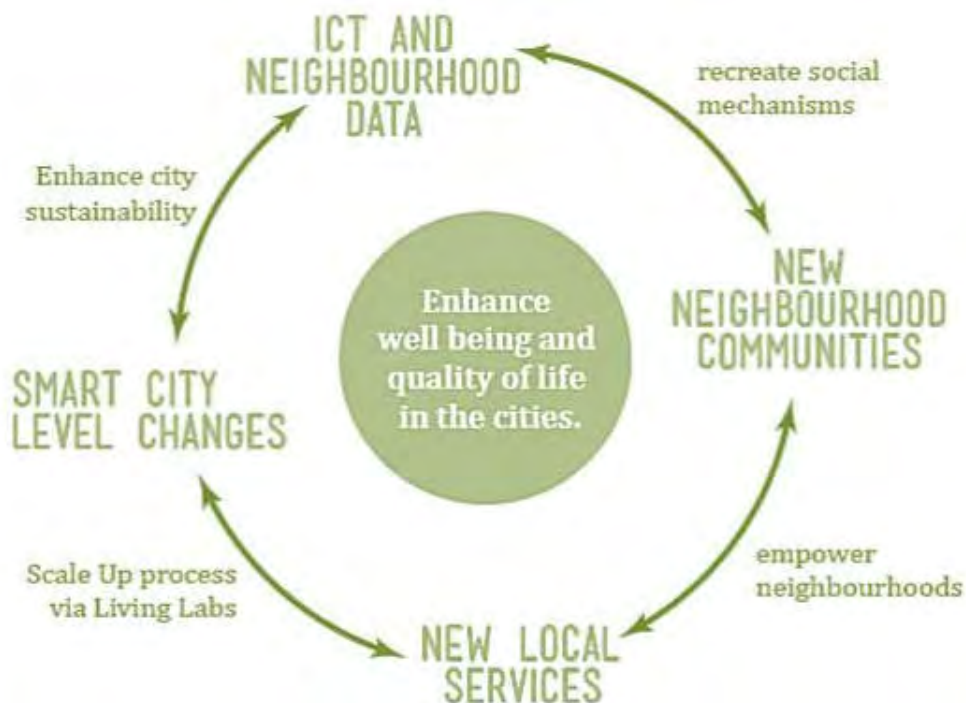 ICT AND
NEIGHBOURHOOD
DATA
recreate social
mechanisms
Enhance city
sustainability
NEW
NEIGHBOURHOOD
COMMUNITIES
Enhance
well being and
quality of life
in the cities.
SMART CITY
LEVEL CHANGES
empower
neighbourhoods
Scale Up process
via Living Labs
NEW LOCAL
SERVICES